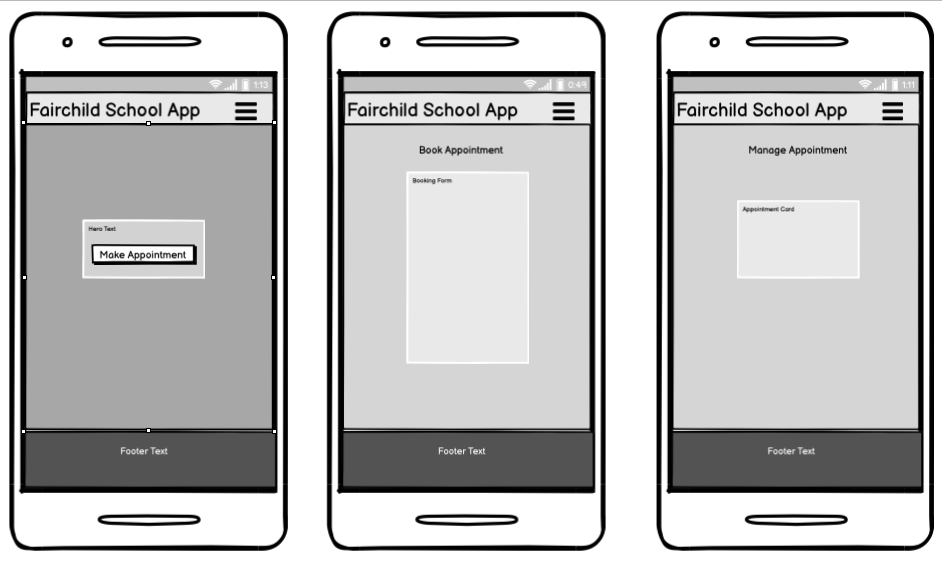 1:13
Fairchild School App
Hero Text
Make Appointment
Footer Text
0:49
Fairchild School App
Book Appointment
Booking Form
Footer Text
1:11
Fairchild School App
Manage Appointment
Appointment Card
Footer Text